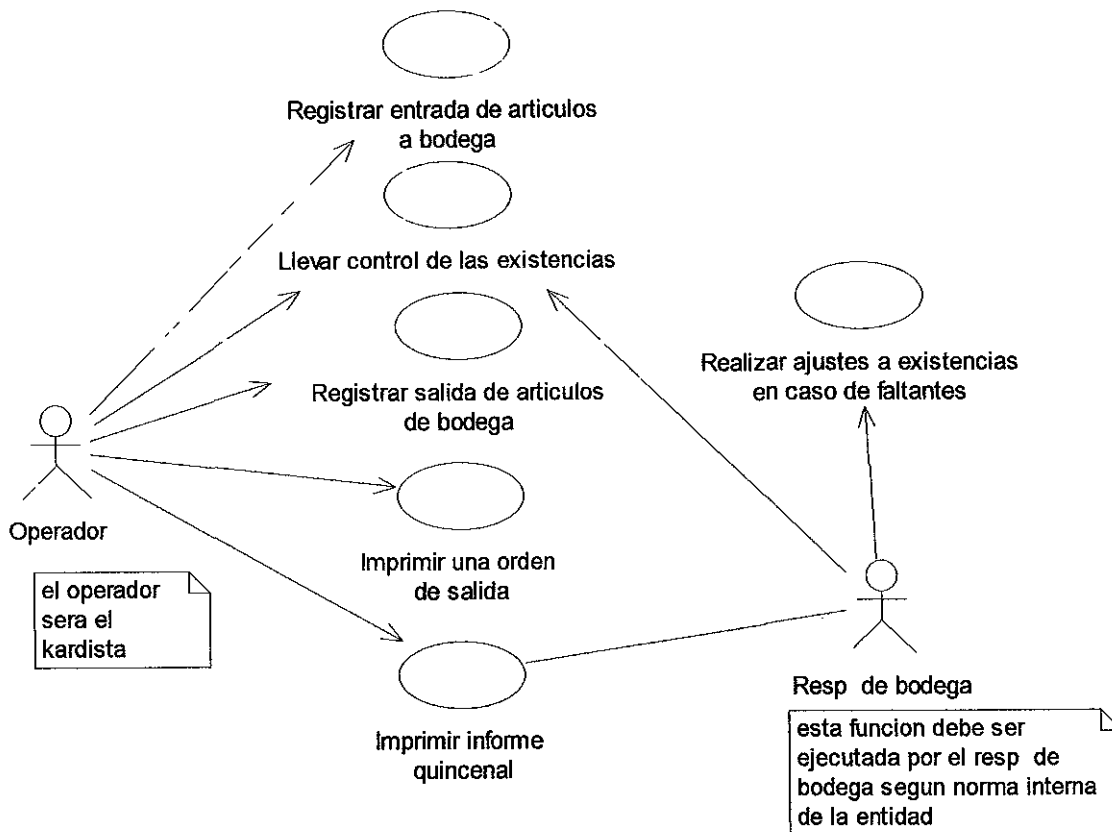 Registrar entrada de articulos
a bodega
Llevar control de las existencias
Realizar ajustes a existencias
en caso de faltantes
Registrar salida de articulos
de bodega
Operador
Imprimir una orden
de salida
el operador
sera el
kardista
Resp de bodega
Imprimir informe
quincenal
esta funcion debe ser
ejecutada por el resp de
bodega segun norma interna
de la entidad